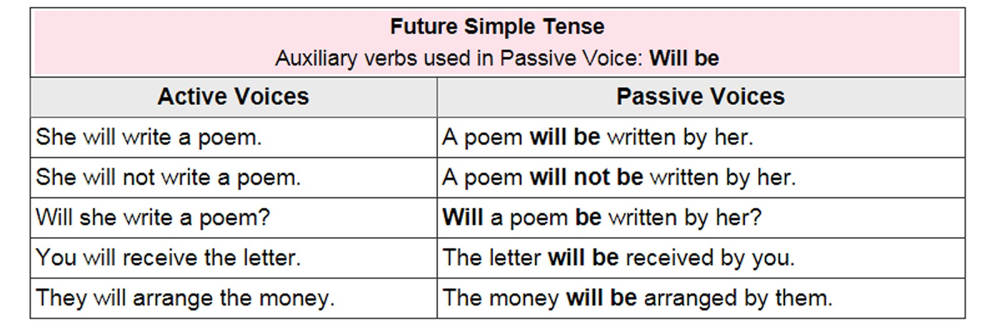 Future Simple Tense
Auxiliary verbs used in Passive Voice: Will be
Active Voices
Passive Voices
She will write a poem.
A poem will be written by her.
She will not write a poem.
A poem will not be written by her.
Will she write a poem?
Will a poem be written by her?
You will receive the letter.
The letter will be received by you.
They will arrange the money.
The money will be arranged by them.